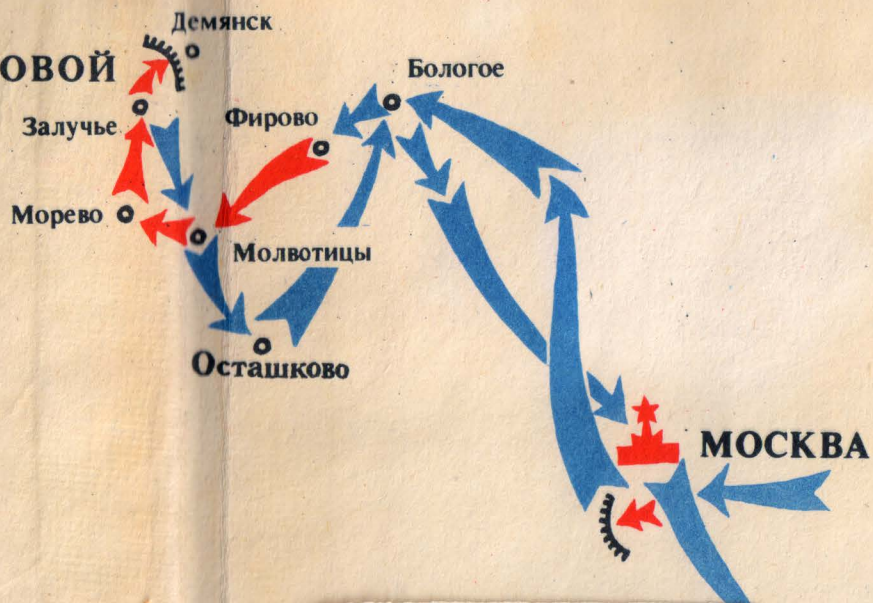 Демянск
ОВОЙ
Бологое
Залучье
Фирово
Морево
Молвотицы
Осташково
МОСКВА